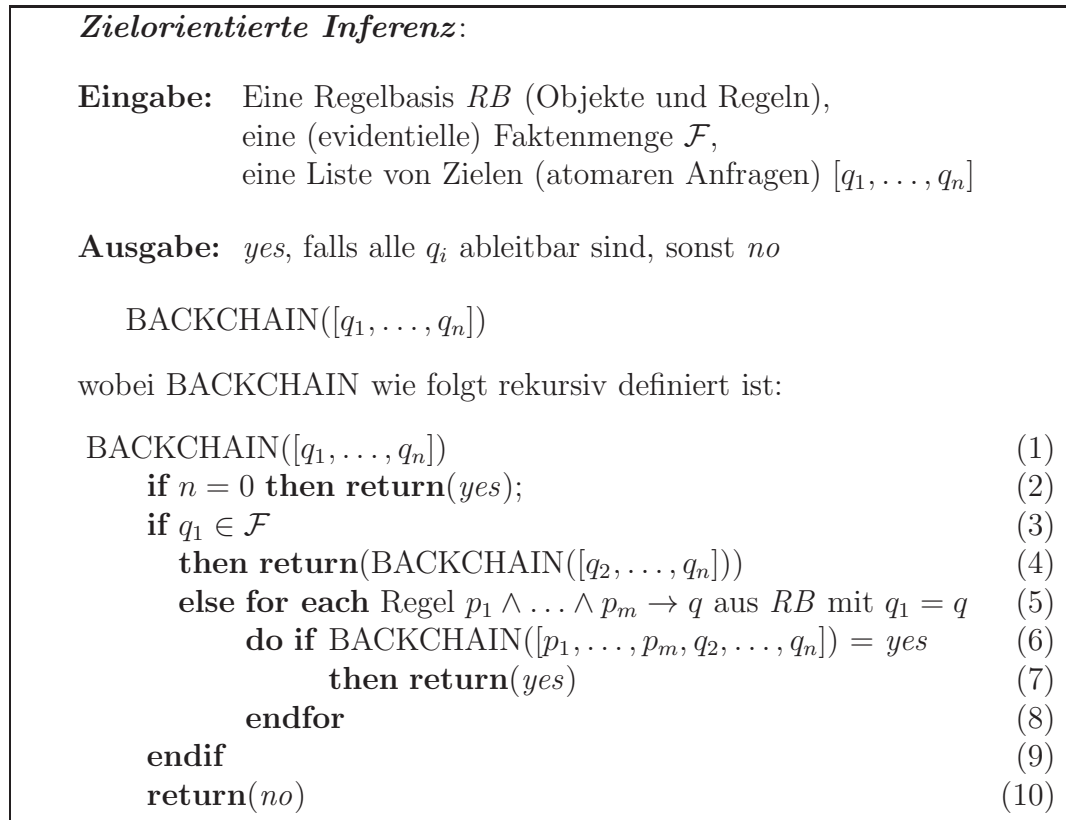 Zielorientierte Inferenz:
Eingabe: Eine Regelbasis RB (Objekte und Regeln),
eine (evidentielle) Faktenmenge ℱ,
eine Liste von Zielen (atomaren Anfragen) [q₁, . . . , qₙ]
Ausgabe: yes, falls alle qᵢ ableitbar sind, sonst no
BACKCHAIN([q₁, . . . , qₙ])
wobei BACKCHAIN wie folgt rekursiv definiert ist:
BACKCHAIN([q₁, . . . , qₙ]) (1)
if n = 0 then return(yes); (2)
if q₁ ∈ ℱ (3)
then return(BACKCHAIN([q₂, . . . , qₙ])) (4)
else for each Regel p₁ ∧ . . . ∧ pₘ → q aus RB mit q₁ = q (5)
do if BACKCHAIN([p₁, . . . , pₘ, q₂, . . . , qₙ]) = yes (6)
then return(yes) (7)
endfor (8)
endif (9)
return(no) (10)